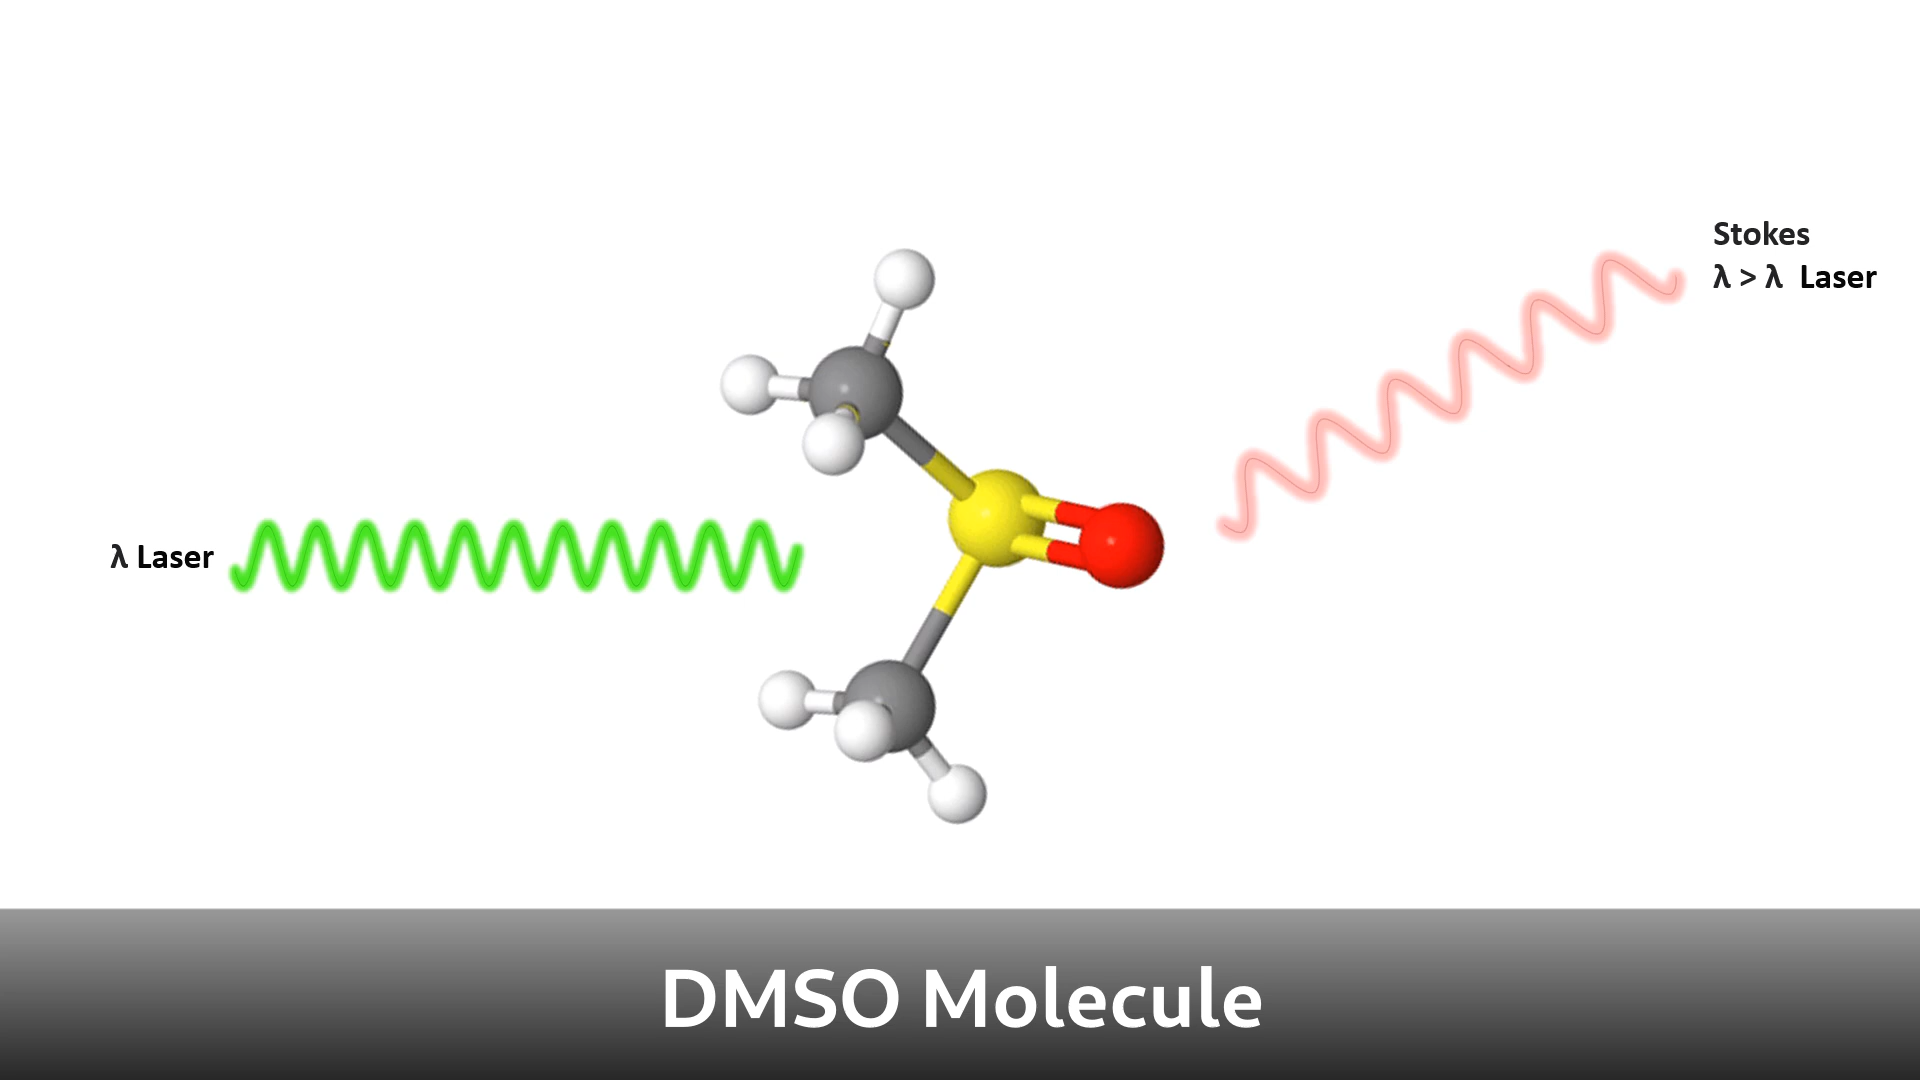 Stokes
λ > λ Laser
λ Laser
DMSO Molecule